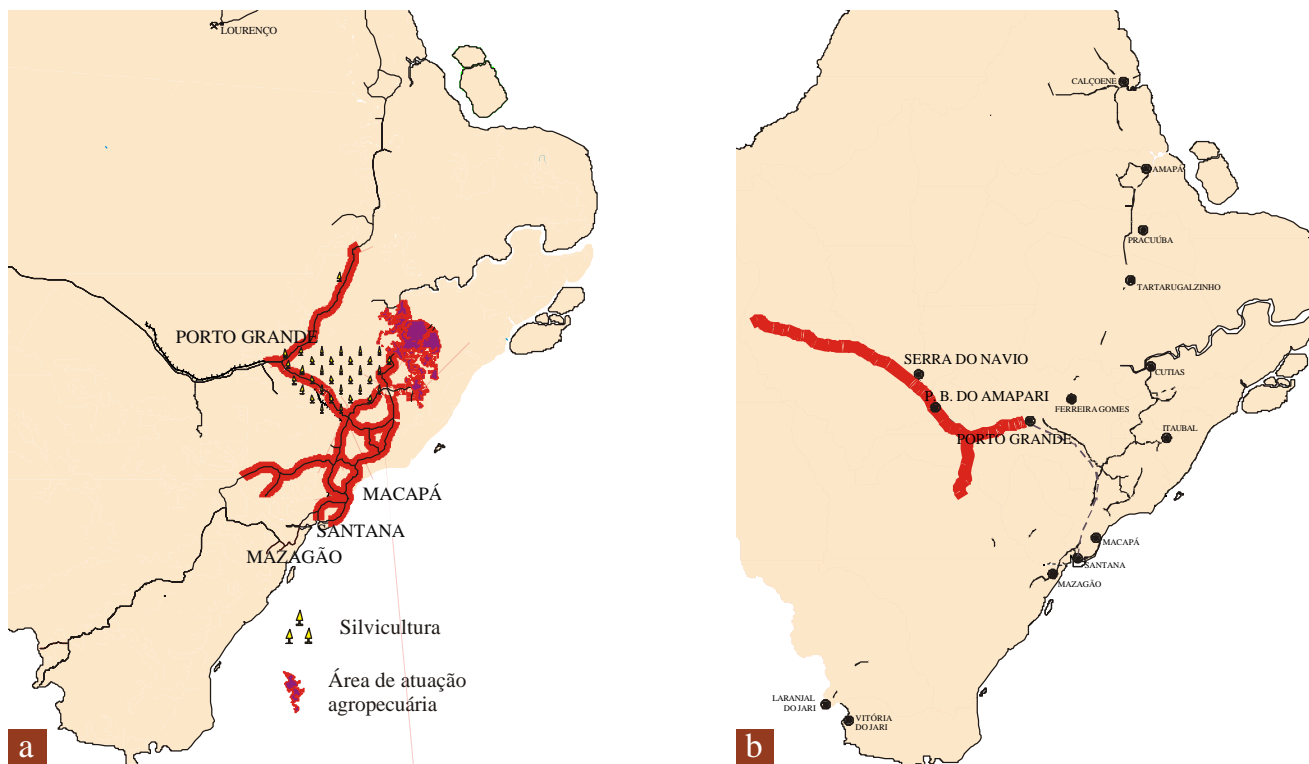 LOURENÇO
PORTO GRANDE
MACAPÁ
SANTANA
MAZAGÃO
Silvicultura
Área de atuação
agropecuária
a
CALÇOENE
AMAPÁ
PRACUÚBA
TARTARUGALZINHO
SERRA DO NAVIO
CUTIAS
P. B. DO AMAPARI
FERREIRA GOMES
PORTO GRANDE
ITAUBAL
MACAPÁ
SANTANA
MAZAGÃO
LARANJAL
DO JARI
VITÓRIA
DO JARI
b